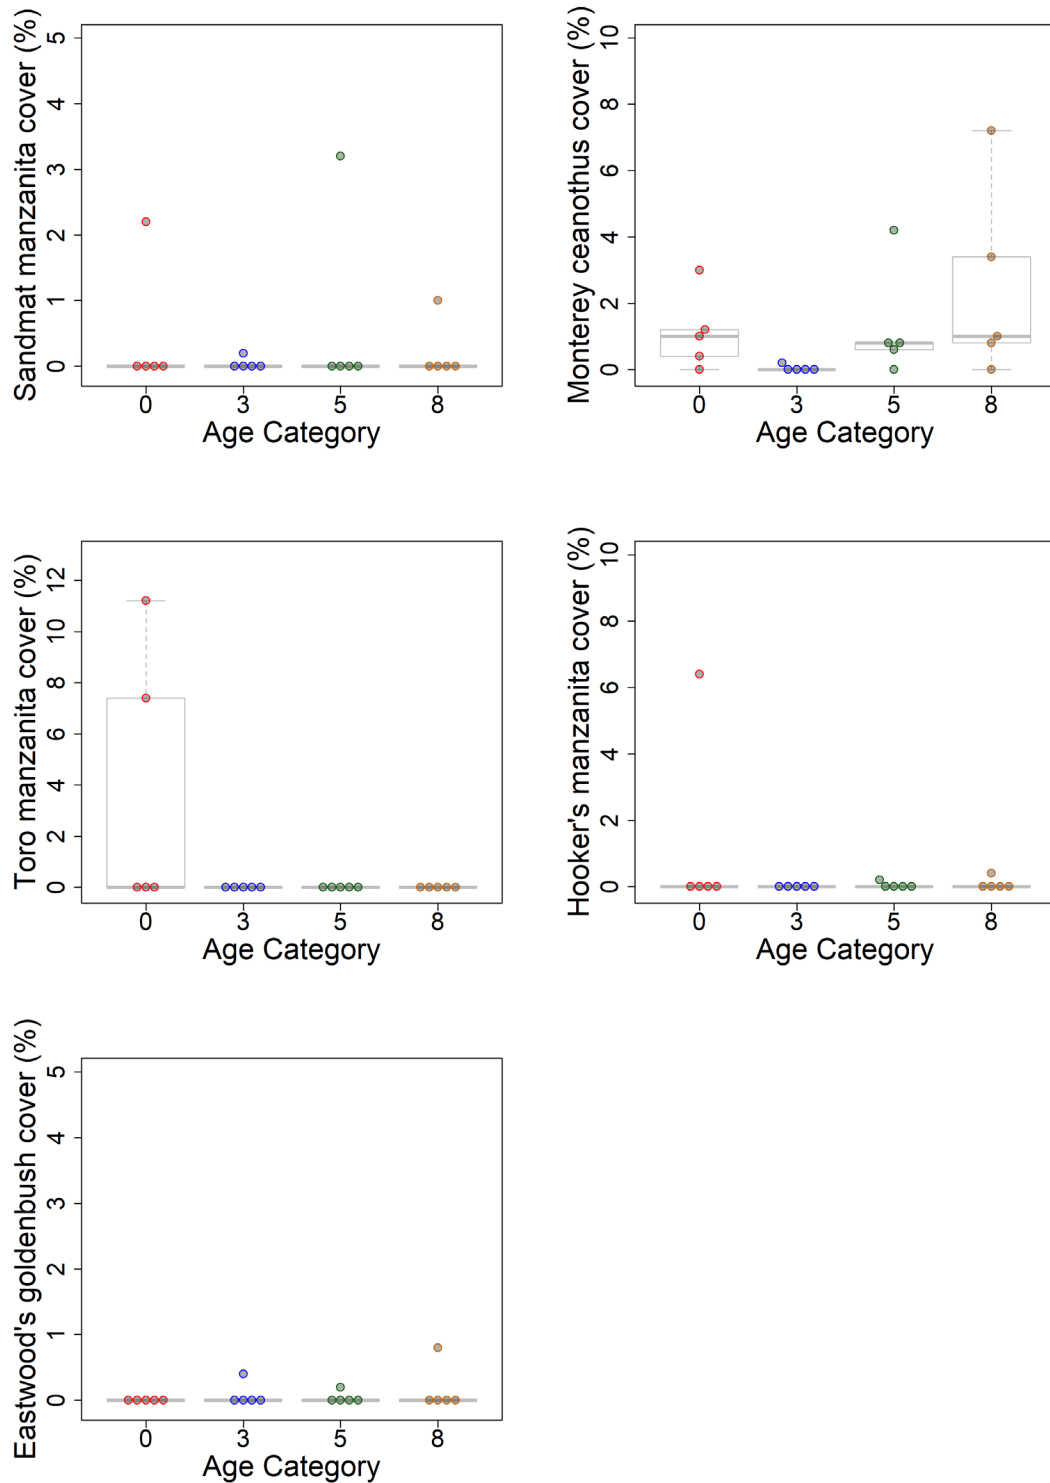 Sandmat manzanita cover (%)
5
4
3
2
1
0
0 3 5 8
Age Category
Monterey ceanothus cover (%)
10
8
6
4
2
0
0 3 5 8
Age Category
Toro manzanita cover (%)
12
10
8
6
4
2
0
0 3 5 8
Age Category
Hooker's manzanita cover (%)
10
8
6
4
2
0
0 3 5 8
Age Category
Eastwood's goldenbush cover (%)
5
4
3
2
1
0
0 3 5 8
Age Category